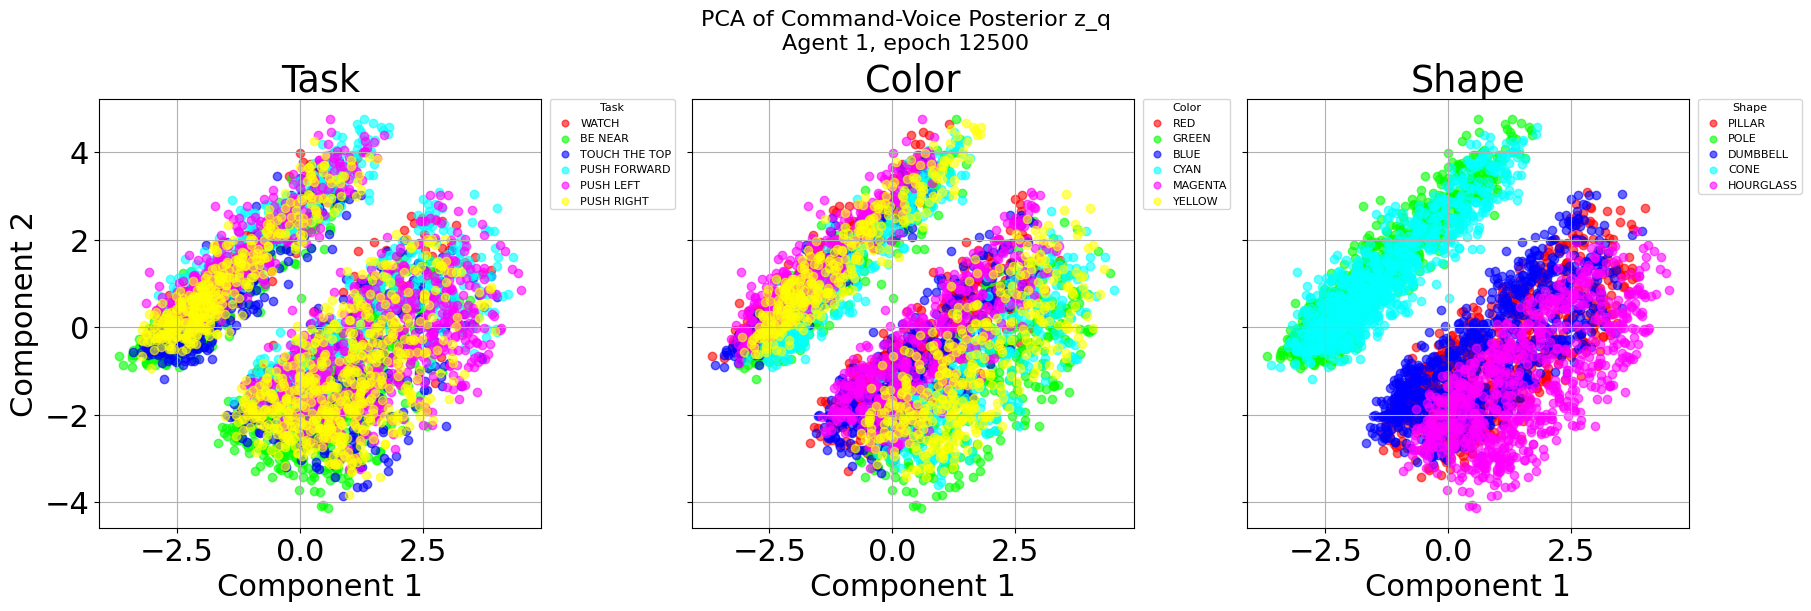 PCA of Command-Voice Posterior z_q
Agent 1, epoch 12500
Task
Color
Shape
Task
WATCH
BE NEAR
TOUCH THE TOP
PUSH FORWARD
PUSH LEFT
PUSH RIGHT
Color
RED
GREEN
BLUE
CYAN
MAGENTA
YELLOW
Shape
PILLAR
POLE
DUMBBELL
CONE
HOURGLASS
Component 2
4
2
0
−2
−4
−2.5 0.0 2.5
−2.5 0.0 2.5
−2.5 0.0 2.5
Component 1
Component 1
Component 1